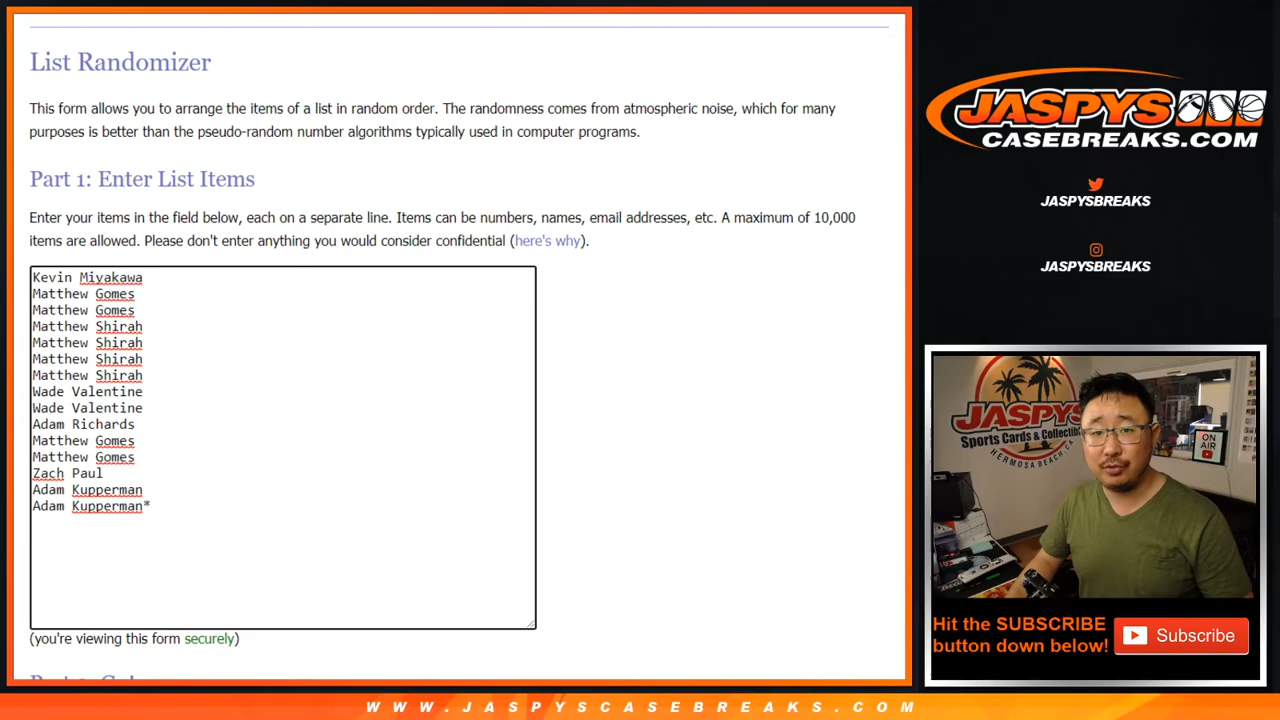 List Randomizer
This form allows you to arrange the items of a list in random order. The randomness comes from atmospheric noise, which for many
purposes is better than the pseudo-random number algorithms typically used in computer programs.
Part 1: Enter List Items
Enter your items in the field below, each on a separate line. Items can be numbers, names, email addresses, etc. A maximum of 10,000
items are allowed. Please don't enter anything you would consider confidential (here's why).
Kevin Miyakawa
Matthew Gomes
Matthew Gomes
Matthew Shirah
Matthew Shirah
Matthew Shirah
Matthew Shirah
Wade Valentine
Wade Valentine
Adam Richards
Matthew Gomes
Matthew Gomes
Zach Paul
Adam Kupperman
Adam Kupperman*
(you're viewing this form securely)
JASPYS
CASEBREAKS.COM
JASPYSBREAKS
JASPYSBREAKS
JASPYS
Sports Cards & Collectibl
HERMOSA BEACH CA
ON AIR
Hit the SUBSCRIBE
button down below!
Subscribe
WWW.JASPYSCASEBREAKS.COM